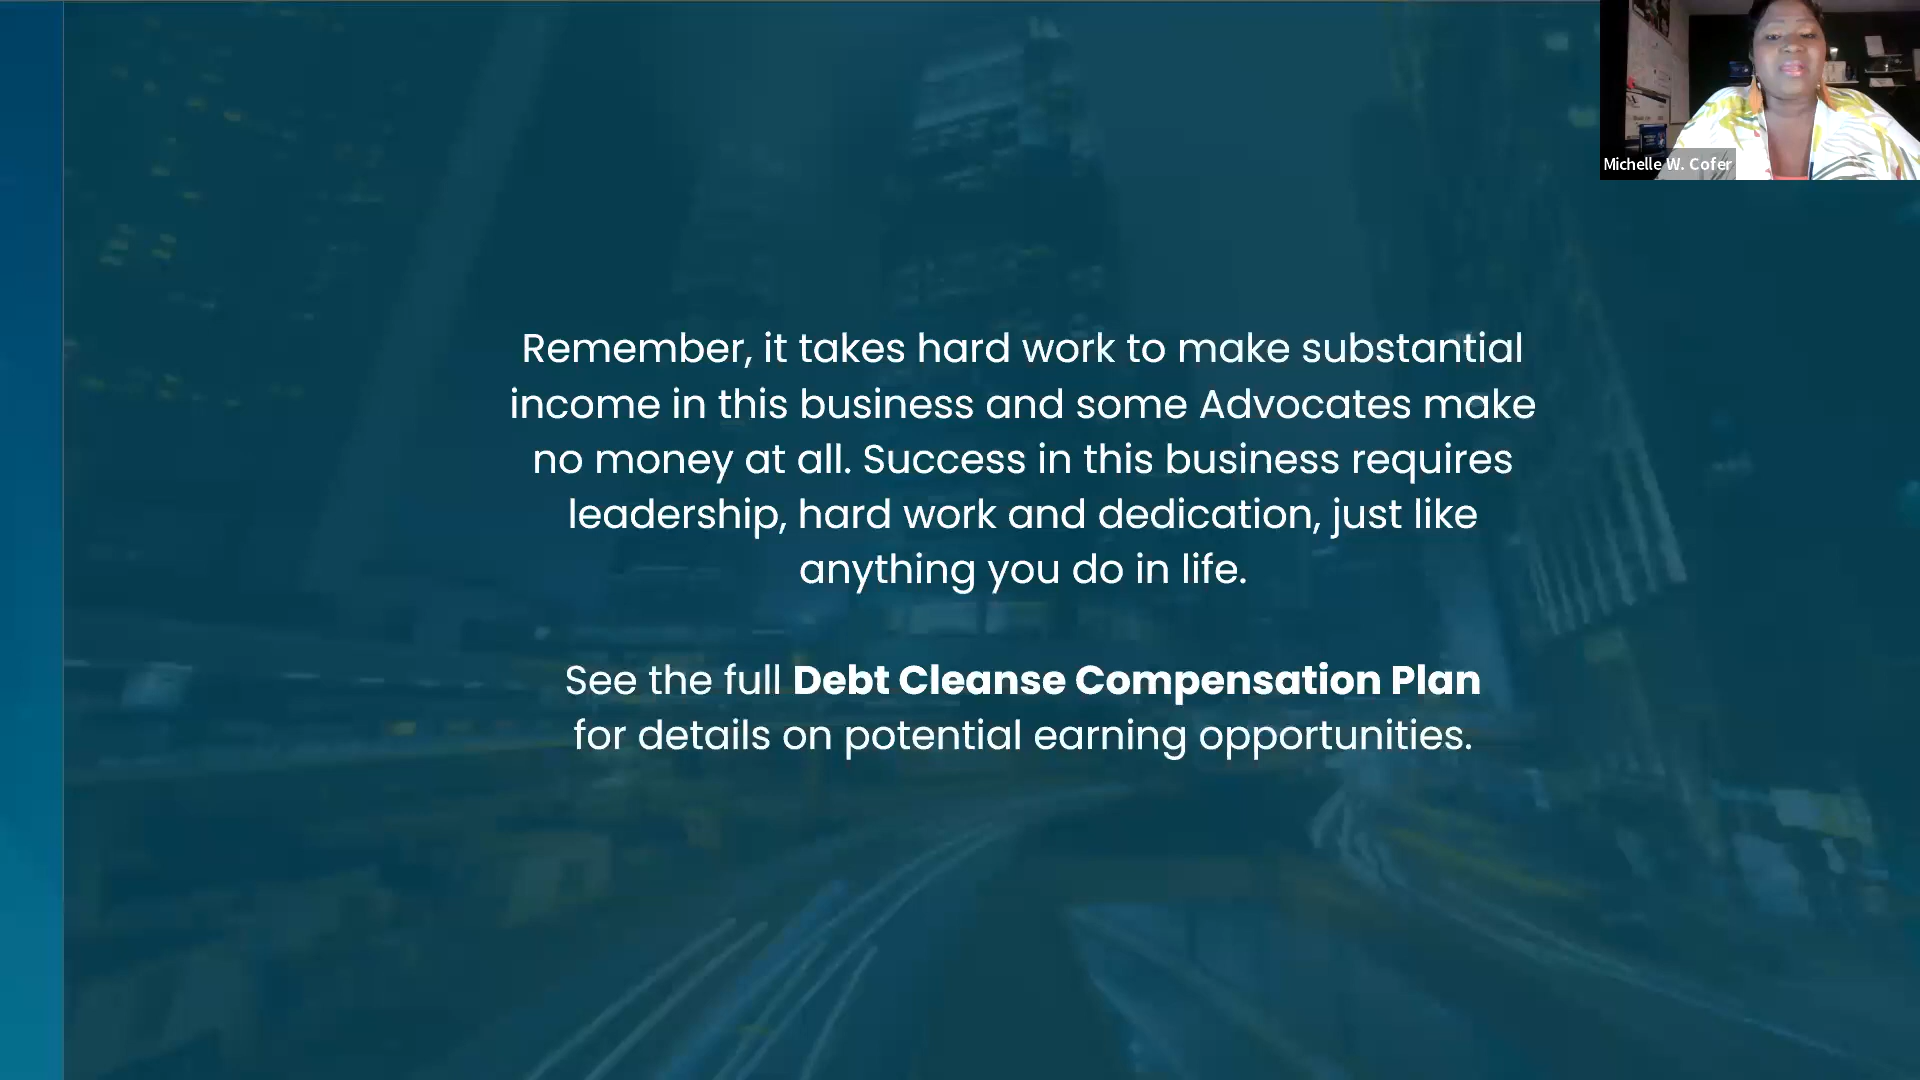 Michelle W. Cofer
Remember, it takes hard work to make substantial
income in this business and some Advocates make
no money at all. Success in this business requires
leadership, hard work and dedication, just like
anything you do in life.
See the full Debt Cleanse Compensation Plan
for details on potential earning opportunities.